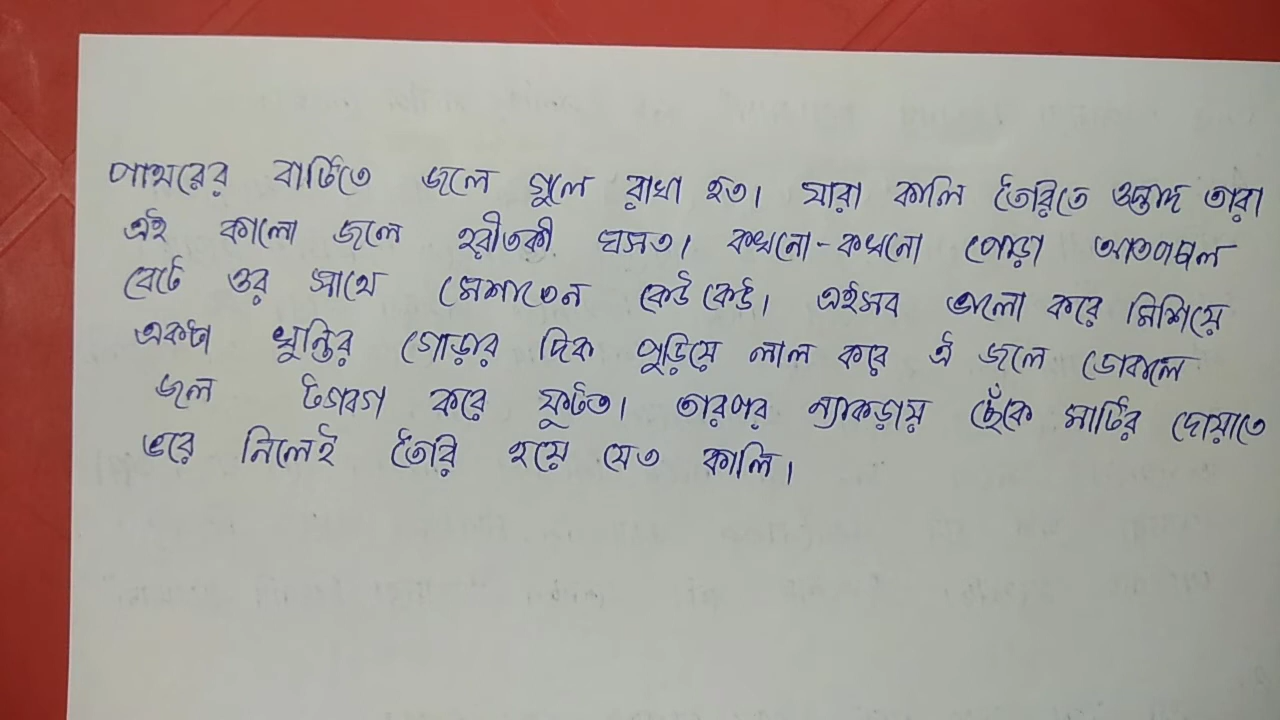 পাথরের বাটিতে জলে গুলে রাখা হত। যারা কালি তৈরিতে ওস্তাদ তারা
এই কালো জলে হরীতকী ঘসত। কখনো-কখনো পোড়া আতপচাল
বেটে ওর সাথে মেশাতেন কেউ কেউ। এইসব ভালো করে মিশিয়ে
একটা খুন্তির গোড়ার দিক পুড়িয়ে লাল করে ঐ জলে ডোবালে
জল টগবগ করে ফুটত। তারপর ন্যাকড়ায় ছেঁকে মাটির দোয়াতে
ভরে নিলেই তৈরি হয়ে যেত কালি।